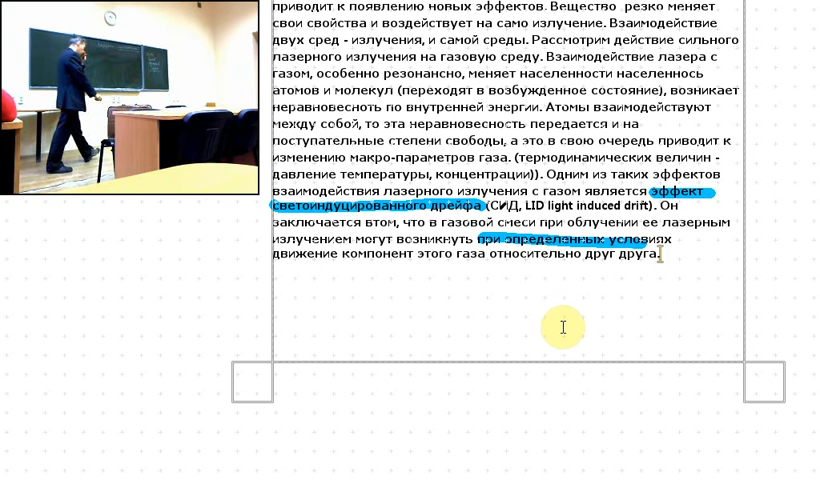 приводит к появлению новых эффектов. Вещество резко меняет
свои свойства и воздействует на само излучение. Взаимодействие
двух сред - излучения, и самой среды. Рассмотрим действие сильного
лазерного излучения на газовую среду. Взаимодействие лазера с
газом, особенно резонансно, меняет населенности населеннось
атомов и молекул (переходят в возбужденное состояние), возникает
неравновесноть по внутренней энергии. Атомы взаимодействуют
между собой, то эта неравновесность передается и на
поступательные степени свободы, а это в свою очередь приводит к
изменению макро-параметров газа. (термодинамических величин -
давление температуры, концентрации)). Одним из таких эффектов
взаимодействия лазерного излучения с газом является эффект
светоиндуцированного дрейфа (СИД, LID light induced drift). Он
заключается втом, что в газовой смеси при облучении ее лазерным
излучением могут возникнуть при определенных условиях
движение компонент этого газа относительно друг друга.